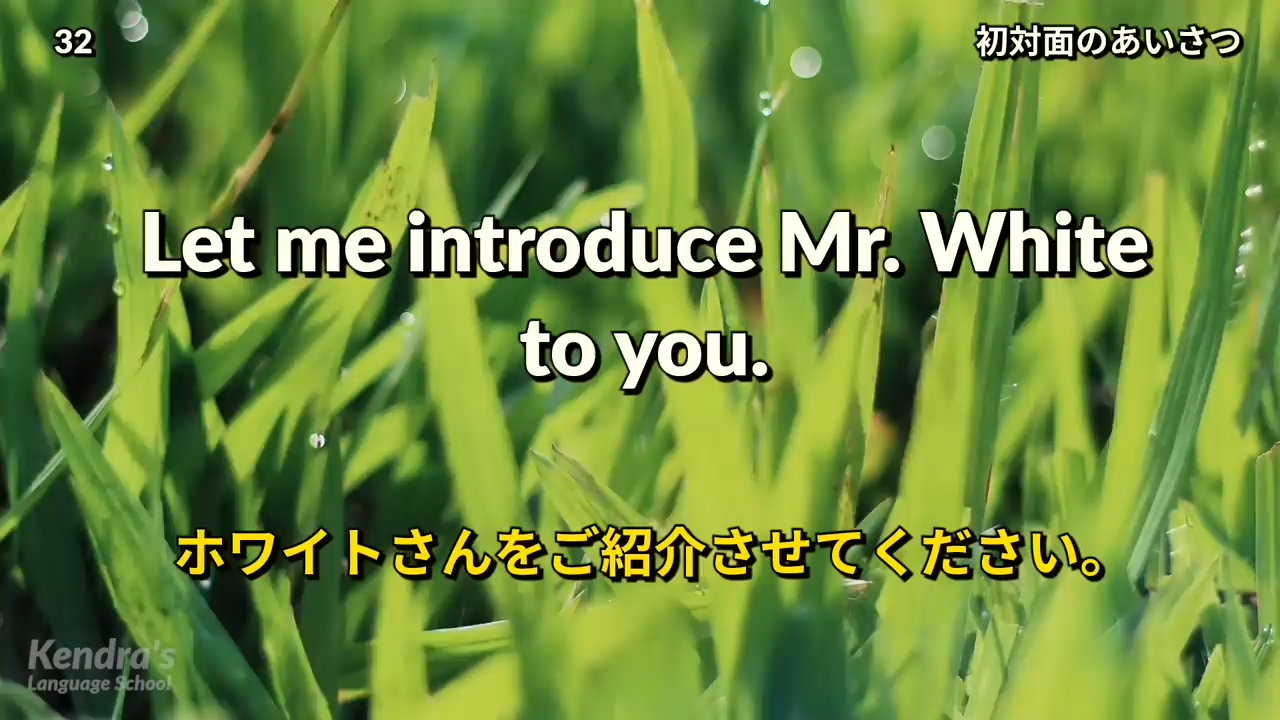 32
初対面のあいさつ
Let me introduce Mr. White
to you.
ホワイトさんをご紹介させてください。
Kendra's
Language School